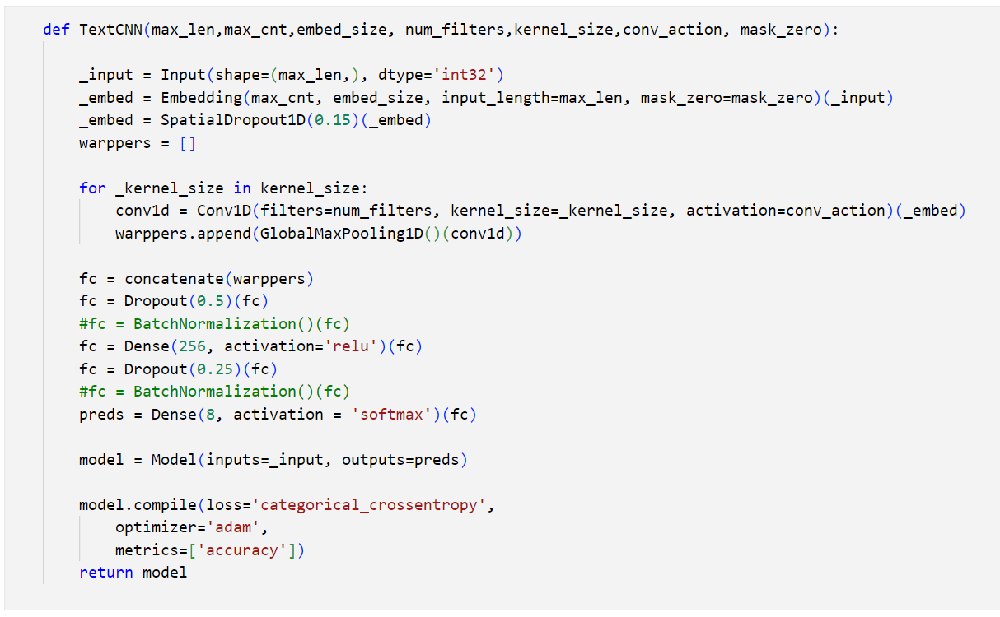 def TextCNN(max_len,max_cnt,embed_size, num_filters,kernel_size,conv_action, mask_zero):
_input = Input(shape=(max_len,), dtype='int32')
_embed = Embedding(max_cnt, embed_size, input_length=max_len, mask_zero=mask_zero)(_input)
_embed = SpatialDropout1D(0.15)(_embed)
warppers = []
for _kernel_size in kernel_size:
conv1d = Conv1D(filters=num_filters, kernel_size=_kernel_size, activation=conv_action)(_embed)
warppers.append(GlobalMaxPooling1D()(conv1d))
fc = concatenate(warppers)
fc = Dropout(0.5)(fc)
#fc = BatchNormalization()(fc)
fc = Dense(256, activation='relu')(fc)
fc = Dropout(0.25)(fc)
#fc = BatchNormalization()(fc)
preds = Dense(8, activation = 'softmax')(fc)
model = Model(inputs=_input, outputs=preds)
model.compile(loss='categorical_crossentropy',
optimizer='adam',
metrics=['accuracy'])
return model